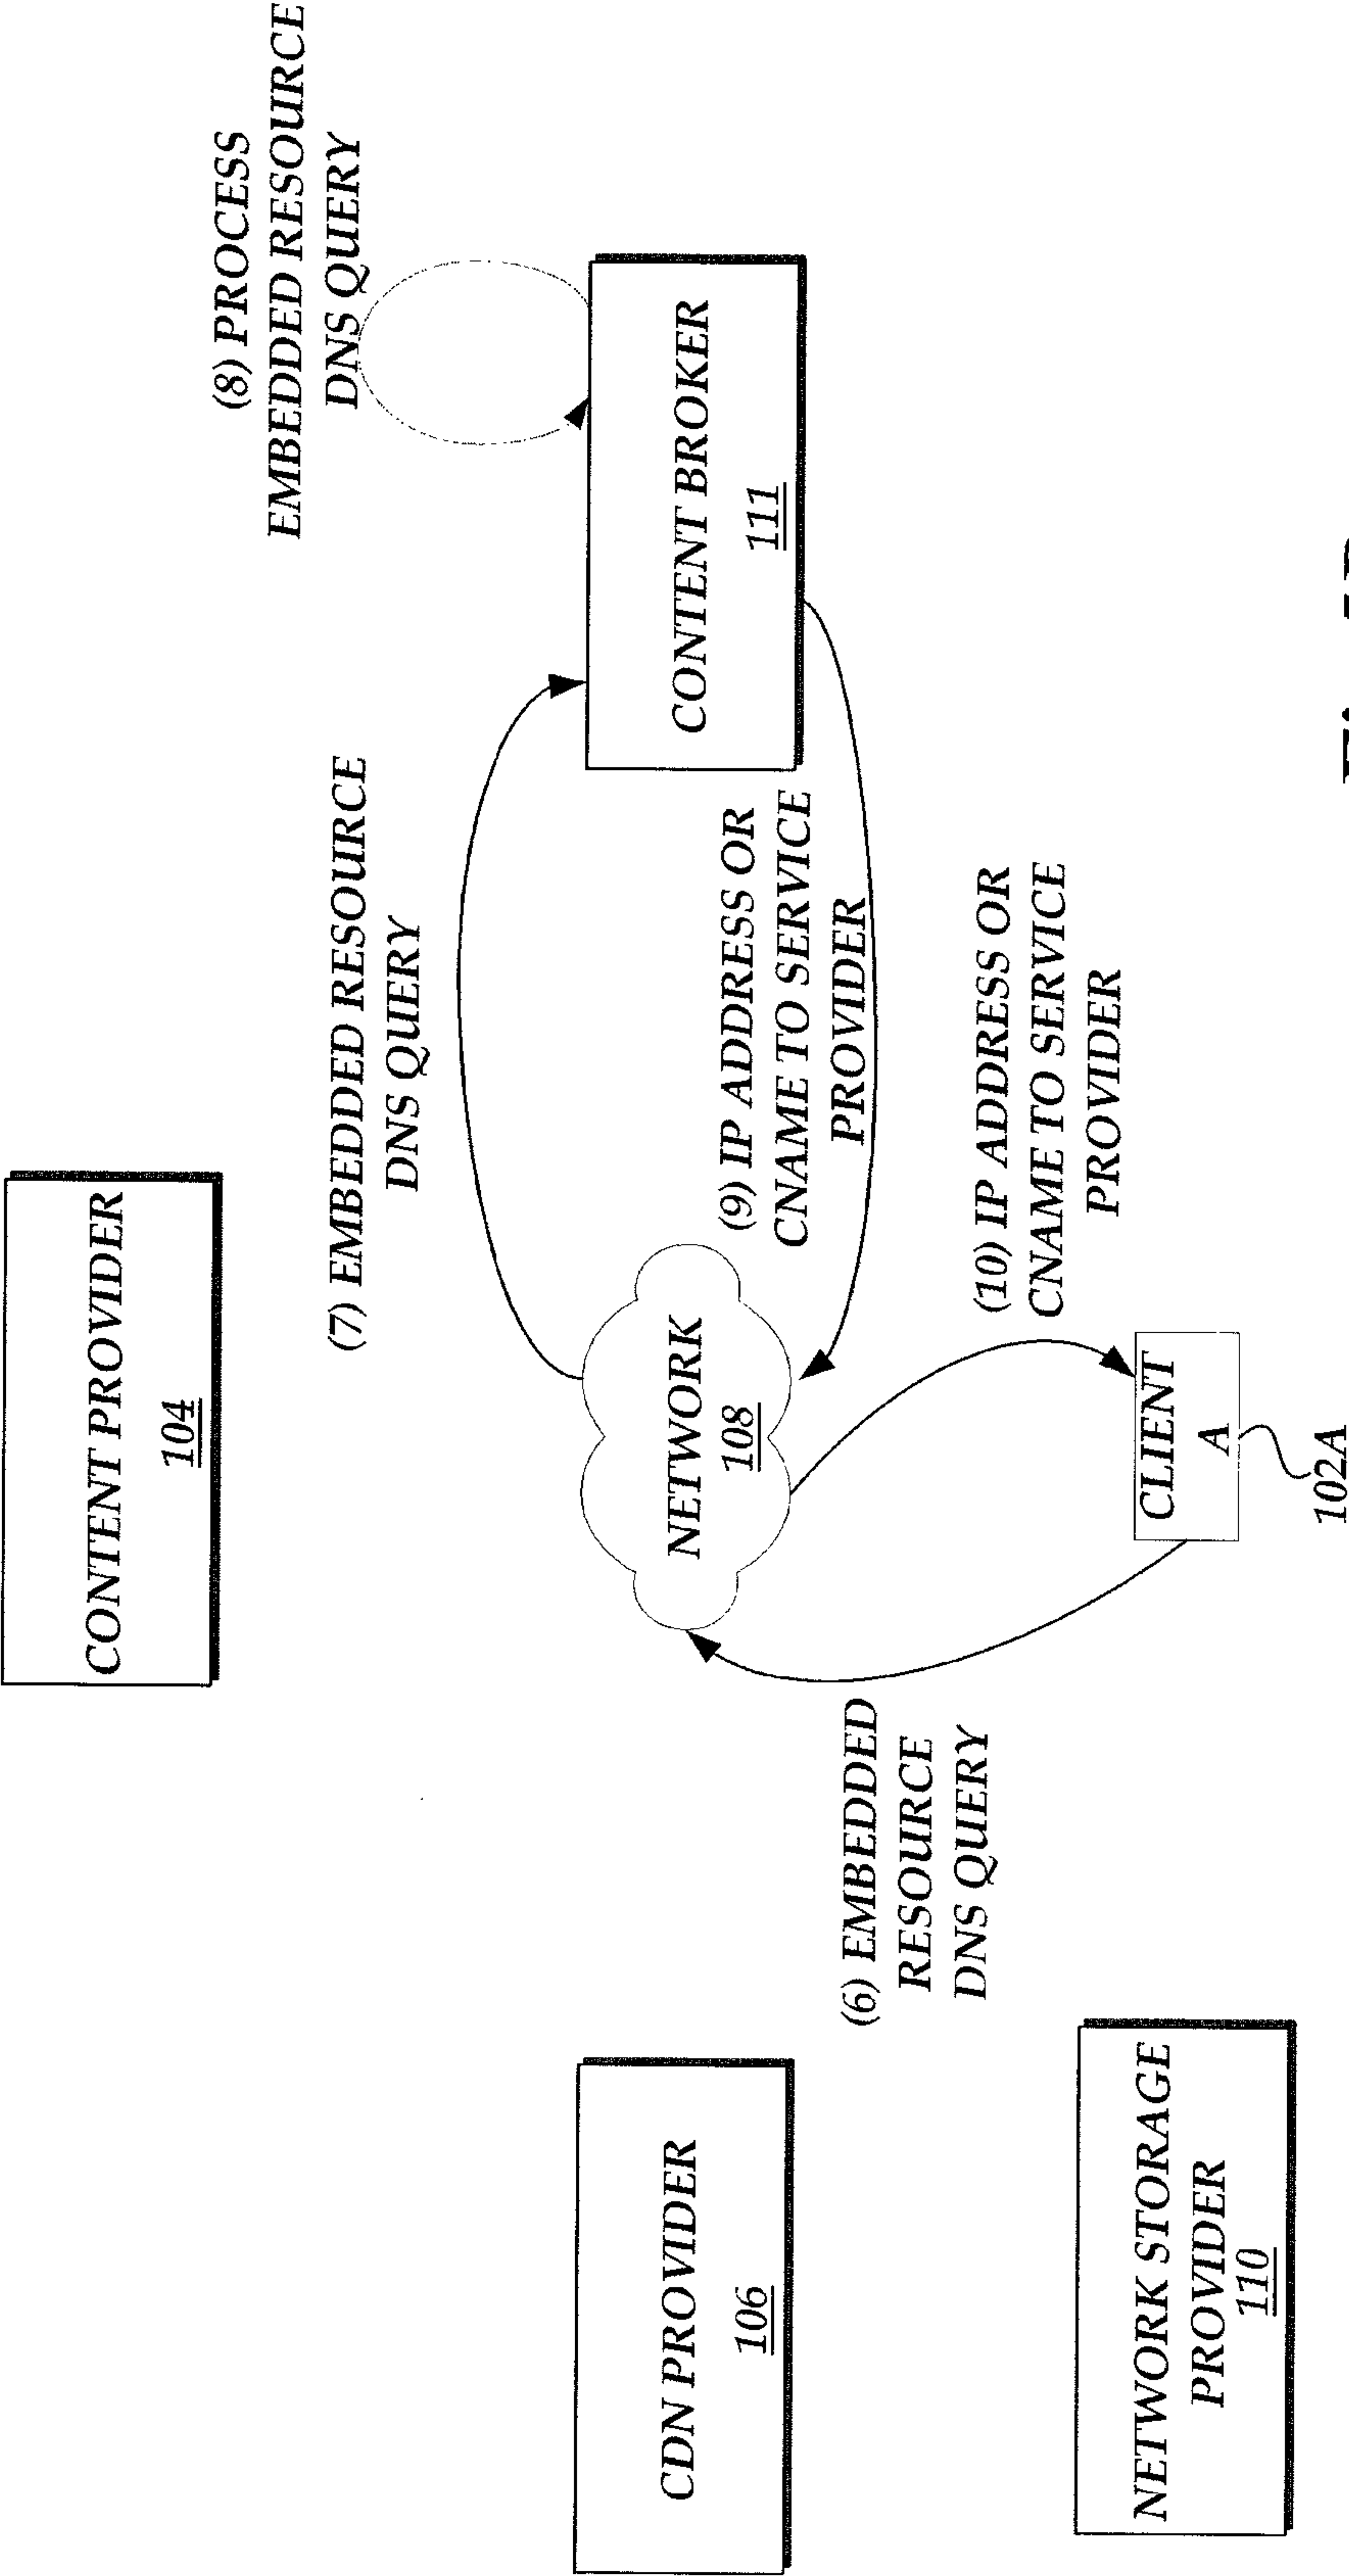 CONTENT PROVIDER
104
(8) PROCESS
EMBEDDED RESOURCE
DNS QUERY
(7) EMBEDDED RESOURCE
DNS QUERY
CDN PROVIDER
106
NETWORK
108
CONTENT BROKER
111
(9) IP ADDRESS OR
CNAME TO SERVICE
PROVIDER
(6) EMBEDDED
RESOURCE
DNS QUERY
(10) IP ADDRESS OR
CNAME TO SERVICE
PROVIDER
NETWORK STORAGE
PROVIDER
110
CLIENT
A
102A